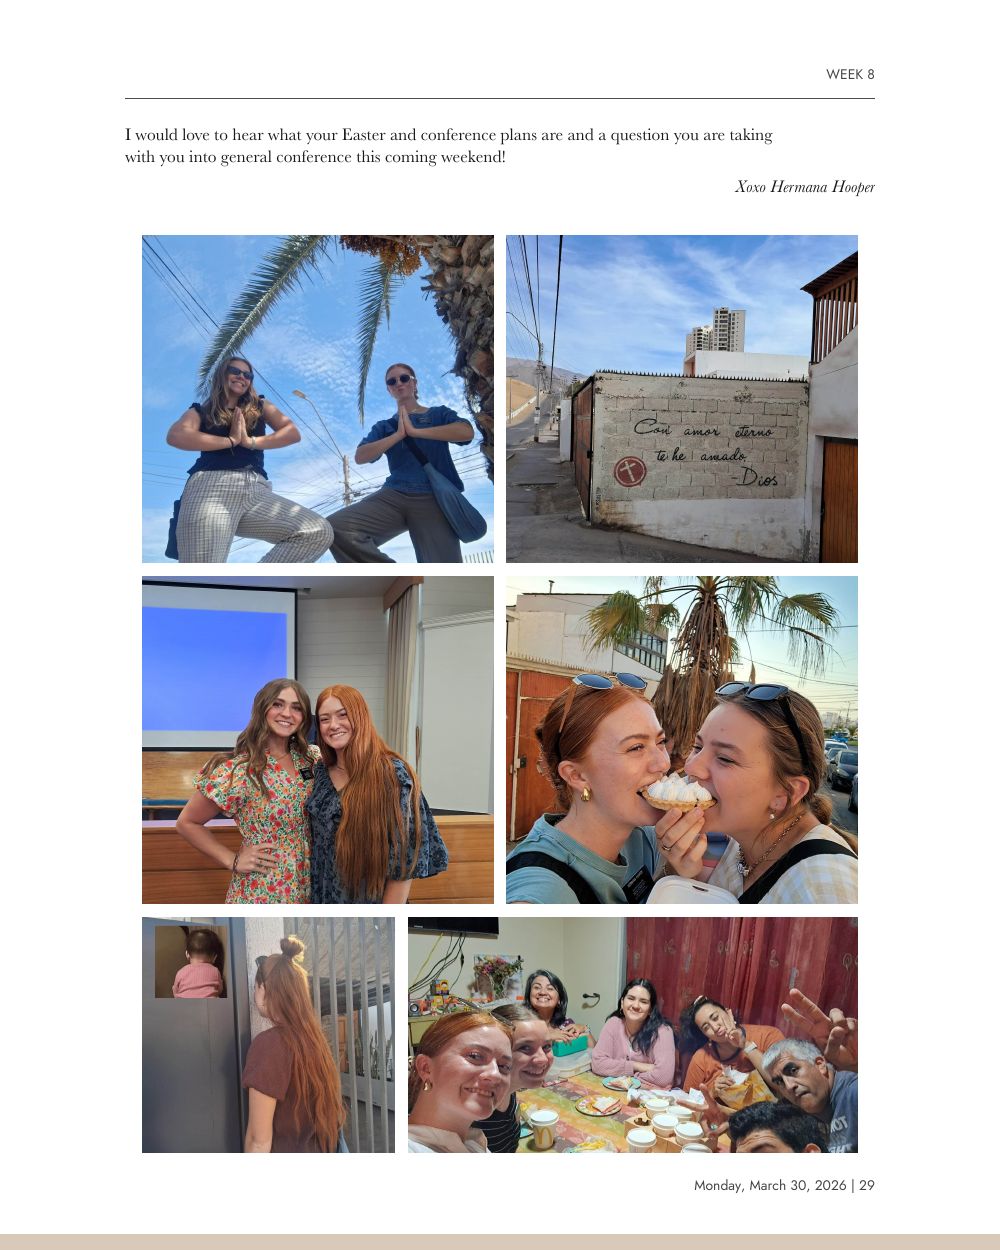 WEEK 8
I would love to hear what your Easter and conference plans are and a question you are taking
with you into general conference this coming weekend!
Xoxo Hermana Hooper
Con amor eterno
te he amado.
-Dios
Monday, March 30, 2026 | 29